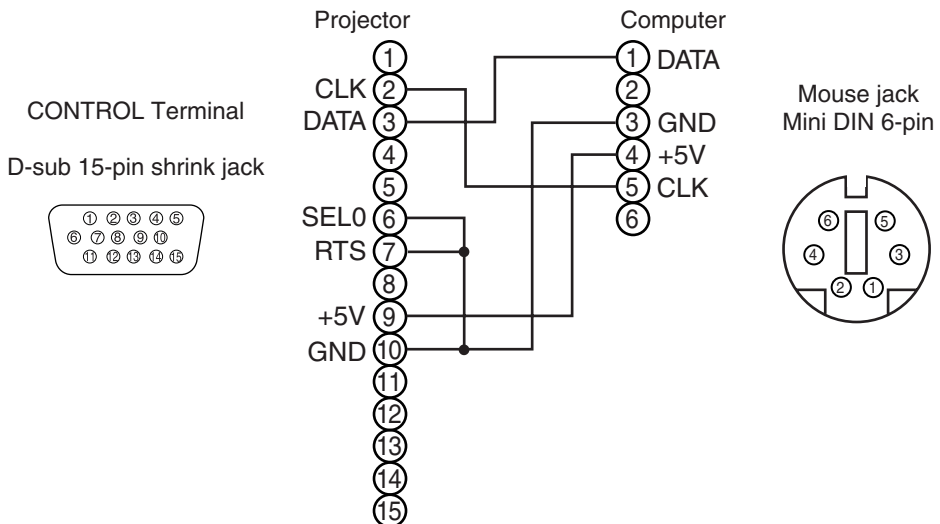 Projector
Computer
CONTROL Terminal
D-sub 15-pin shrink jack
① ② ③ ④ ⑤
⑥ ⑦ ⑧ ⑨ ⑩
⑪ ⑫ ⑬ ⑭ ⑮
1
CLK 2
DATA 3
4
5
SEL0 6
RTS 7
8
+5V 9
GND 10
11
12
13
14
15
1 DATA
2
3 GND
4 +5V
5 CLK
6
Mouse jack
Mini DIN 6-pin
6 5
4 3
2 1